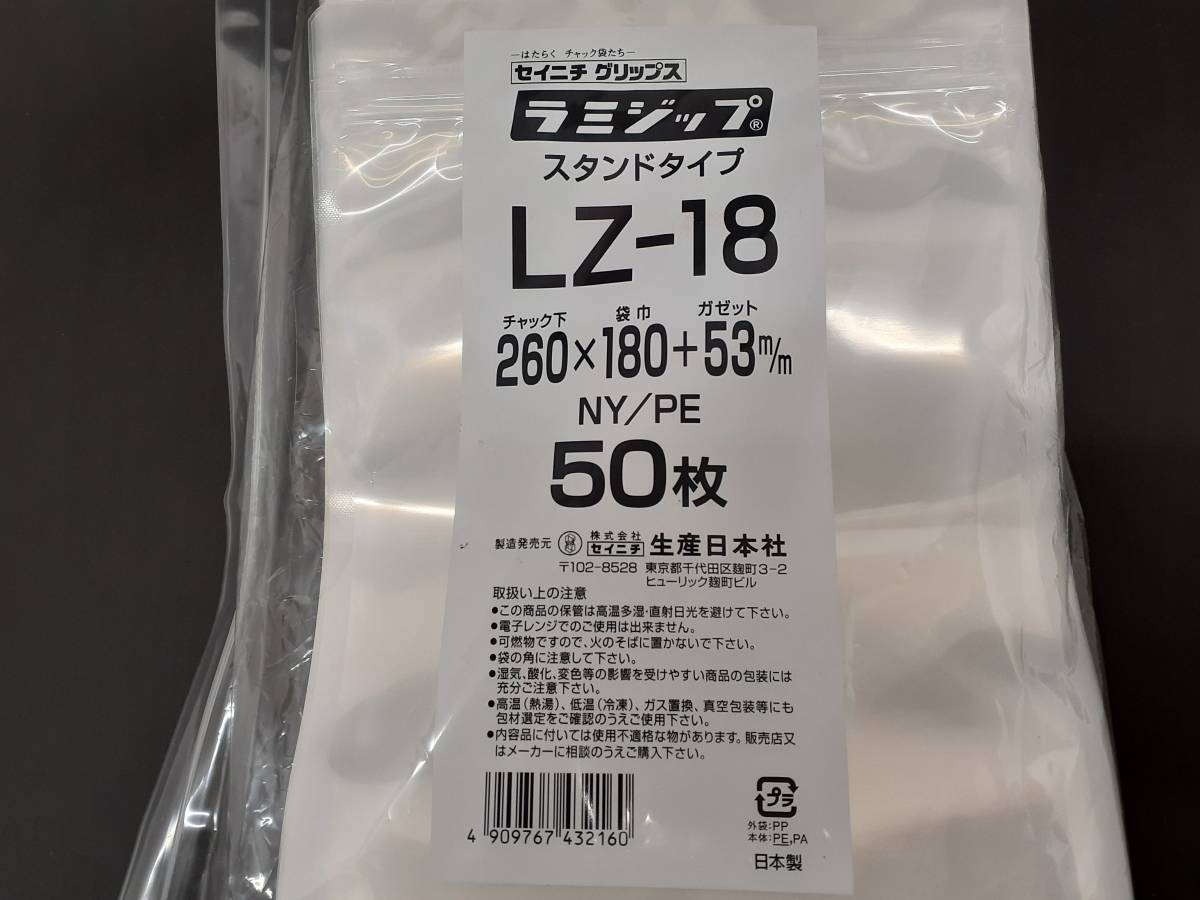 —はたらく チャック袋たち—
セイニチ グリップス
ラミジップ®
スタンドタイプ
LZ-18
チャック下 袋巾 ガゼット
260×180+53m/m
NY/PE
50枚
製造発売元 株式会社セイニチ 生産日本社
〒102-8528 東京都千代田区麹町3-2
ヒューリック麹町ビル
取扱い上の注意
●この商品の保管は高温多湿・直射日光を避けて下さい。
●電子レンジでのご使用は出来ません。
●可燃物ですので、火のそばに置かないで下さい。
●袋の角に注意して下さい。
●湿気、酸化、変色等の影響を受けやすい商品の包装には
充分ご注意下さい。
●高温(熱湯)、低温(冷凍)、ガス置換、真空包装等にも
包材選定をご確認のうえご使用下さい。
●内容品に付いては使用不適格な物があります。販売店又
はメーカーに相談のうえご購入下さい。
4 909767 432160
プラ
外袋:PP
本体:PE,PA
日本製